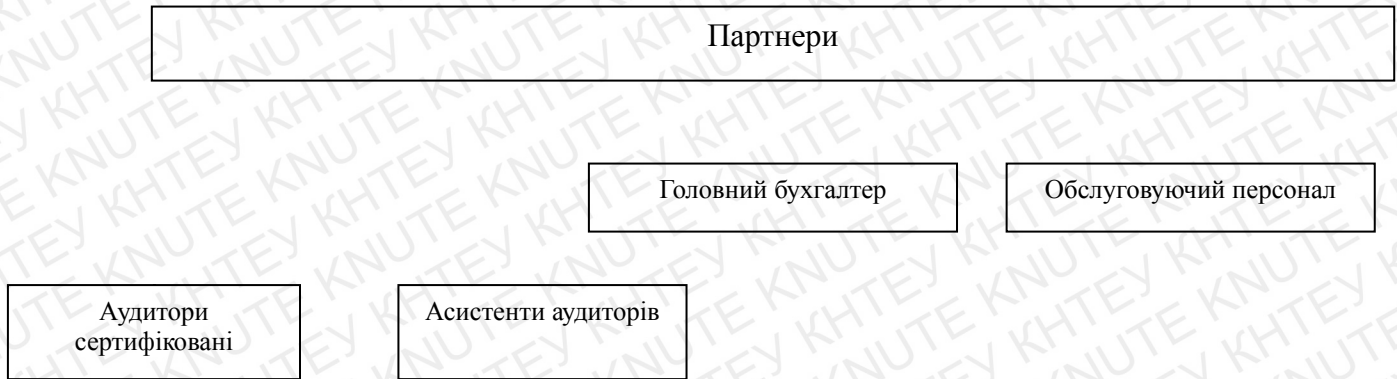 Партнери
Головний бухгалтер
Обслуговуючий персонал
Аудитори
сертифіковані
Асистенти аудиторів